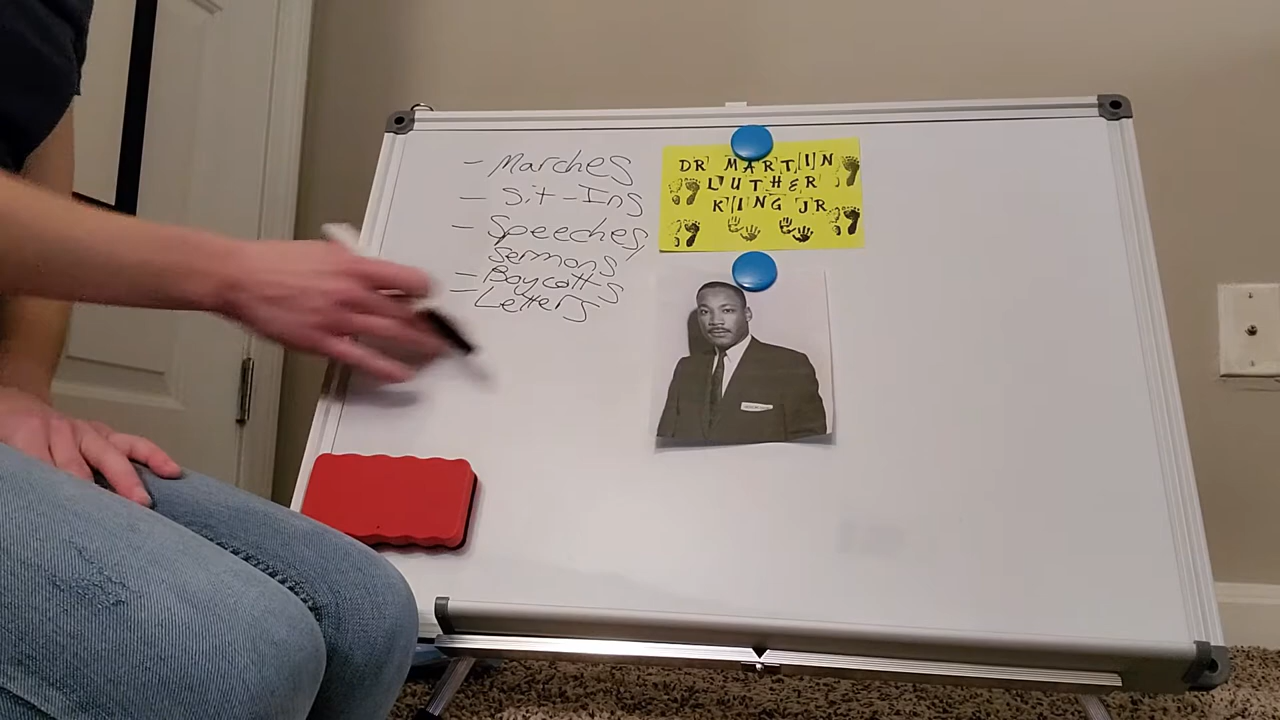 - Marches
- Sit-Ins
- Speeches,
Sermons
- Boycotts
- Letters
DR MARTIN
LUTHER
KING JR